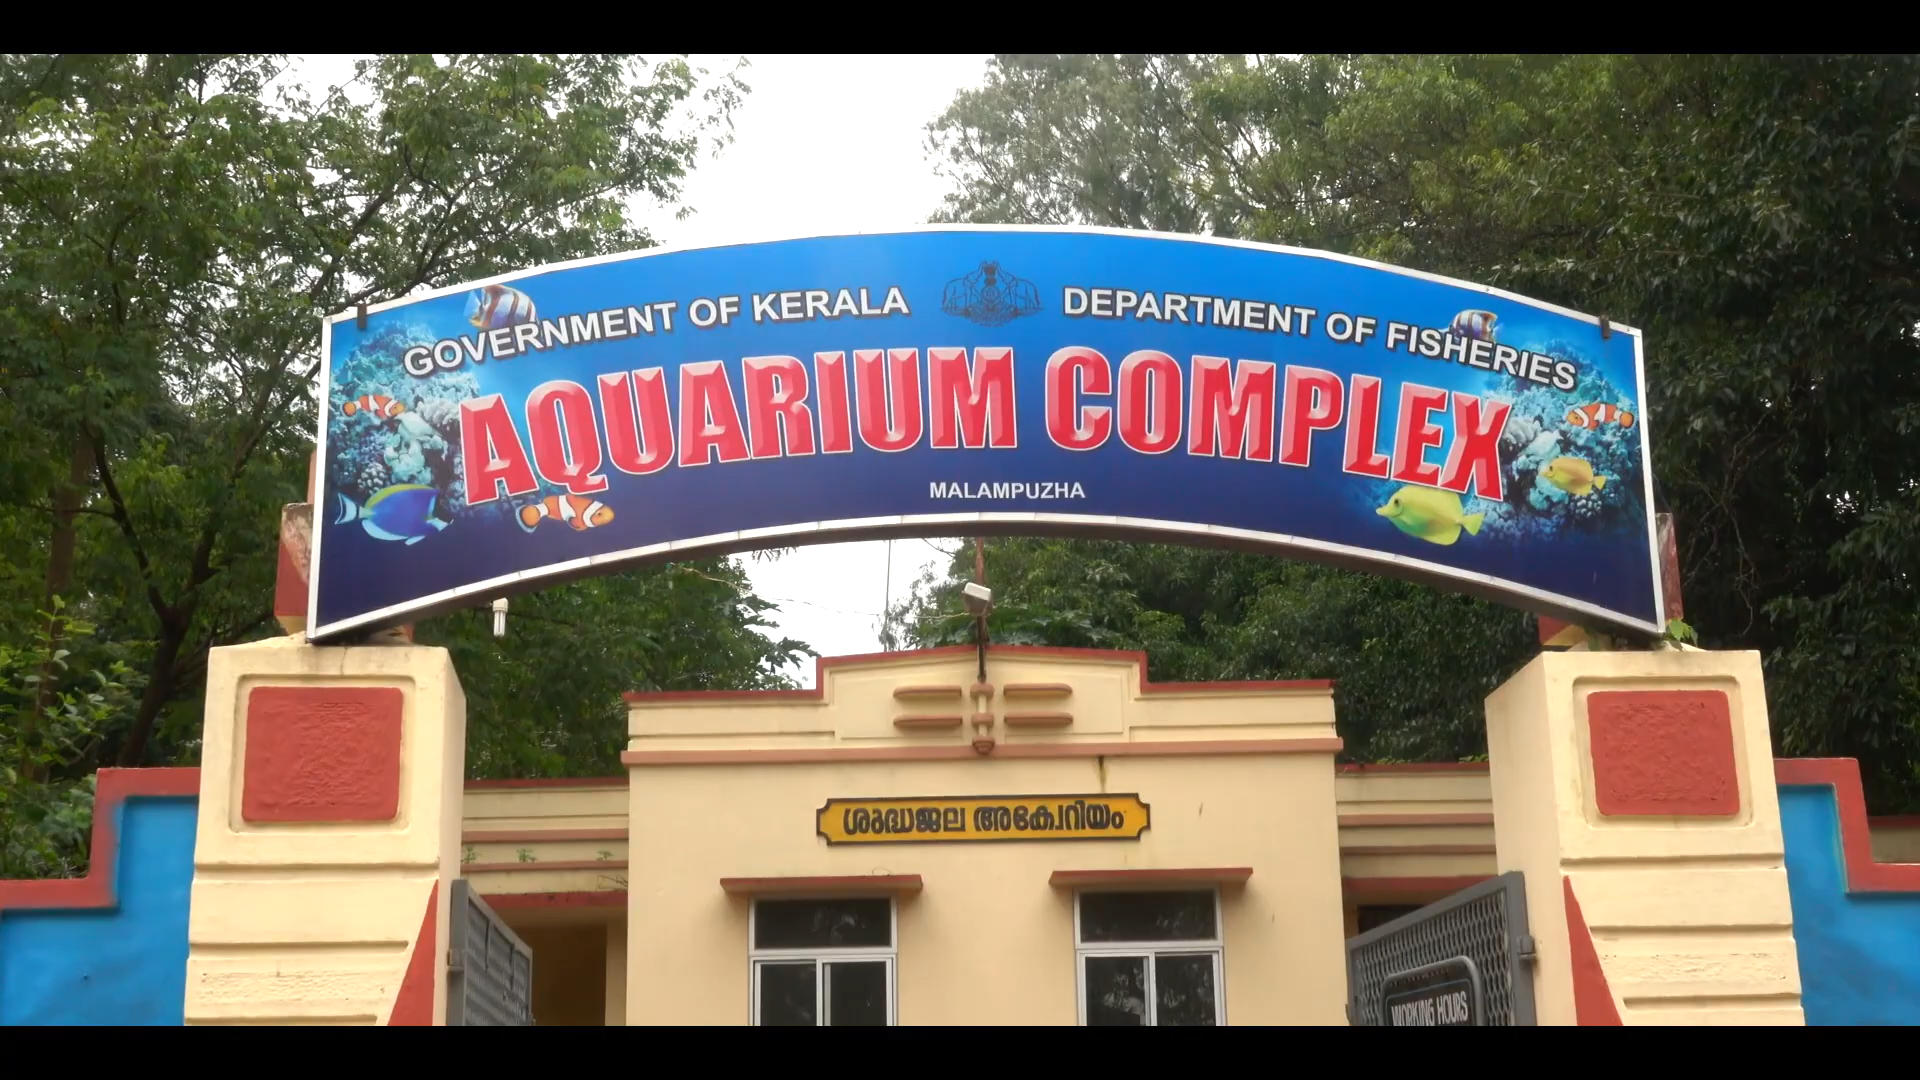 GOVERNMENT OF KERALA DEPARTMENT OF FISHERIES
AQUARIUM COMPLEX
MALAMPUZHA
ശുദ്ധജല അക്വേറിയം
WORKING HOURS